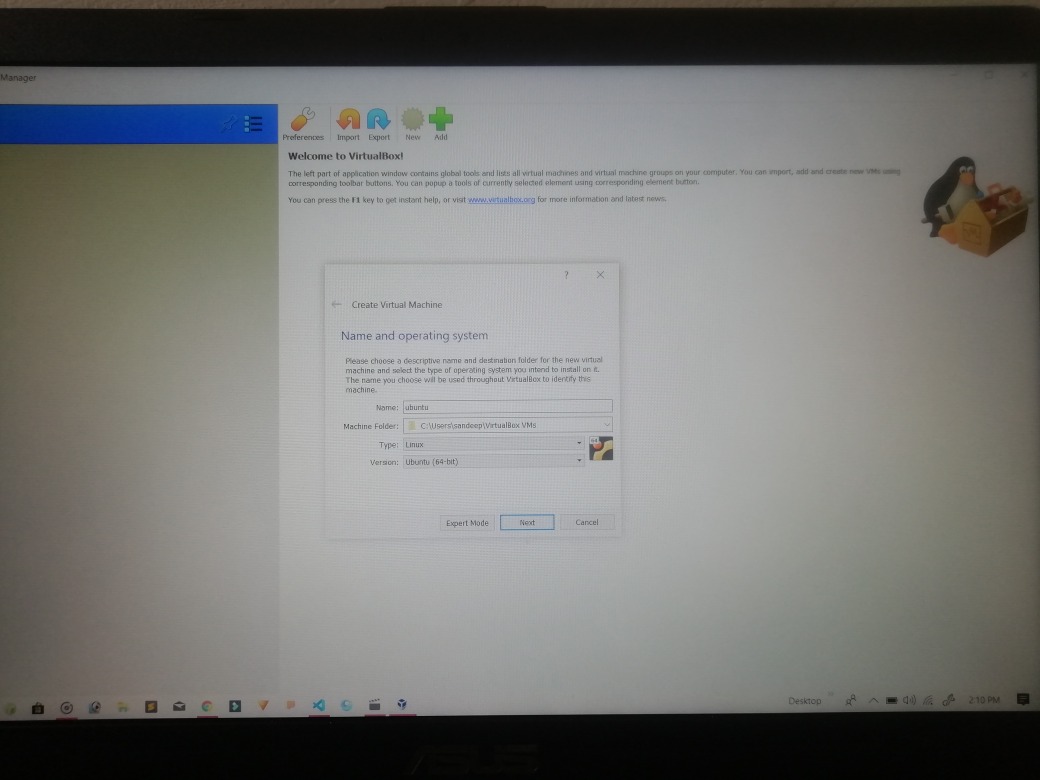 Manager
Preferences Import Export New Add
Welcome to VirtualBox!
The left part of application window contains global tools and lists all virtual machines and virtual machine groups on your computer. You can import, add and create new VMs using
corresponding toolbar buttons. You can popup a tools of currently selected element using corresponding element button.
You can press the F1 key to get instant help, or visit www.virtualbox.org for more information and latest news.
? ×
← Create Virtual Machine
Name and operating system
Please choose a descriptive name and destination folder for the new virtual
machine and select the type of operating system you intend to install on it.
The name you choose will be used throughout VirtualBox to identify this
machine.
Name: ubuntu
Machine Folder: C:\Users\sandeep\VirtualBox VMs
Type: Linux
64
Version: Ubuntu (64-bit)
Expert Mode Next Cancel
Desktop » 2:10 PM